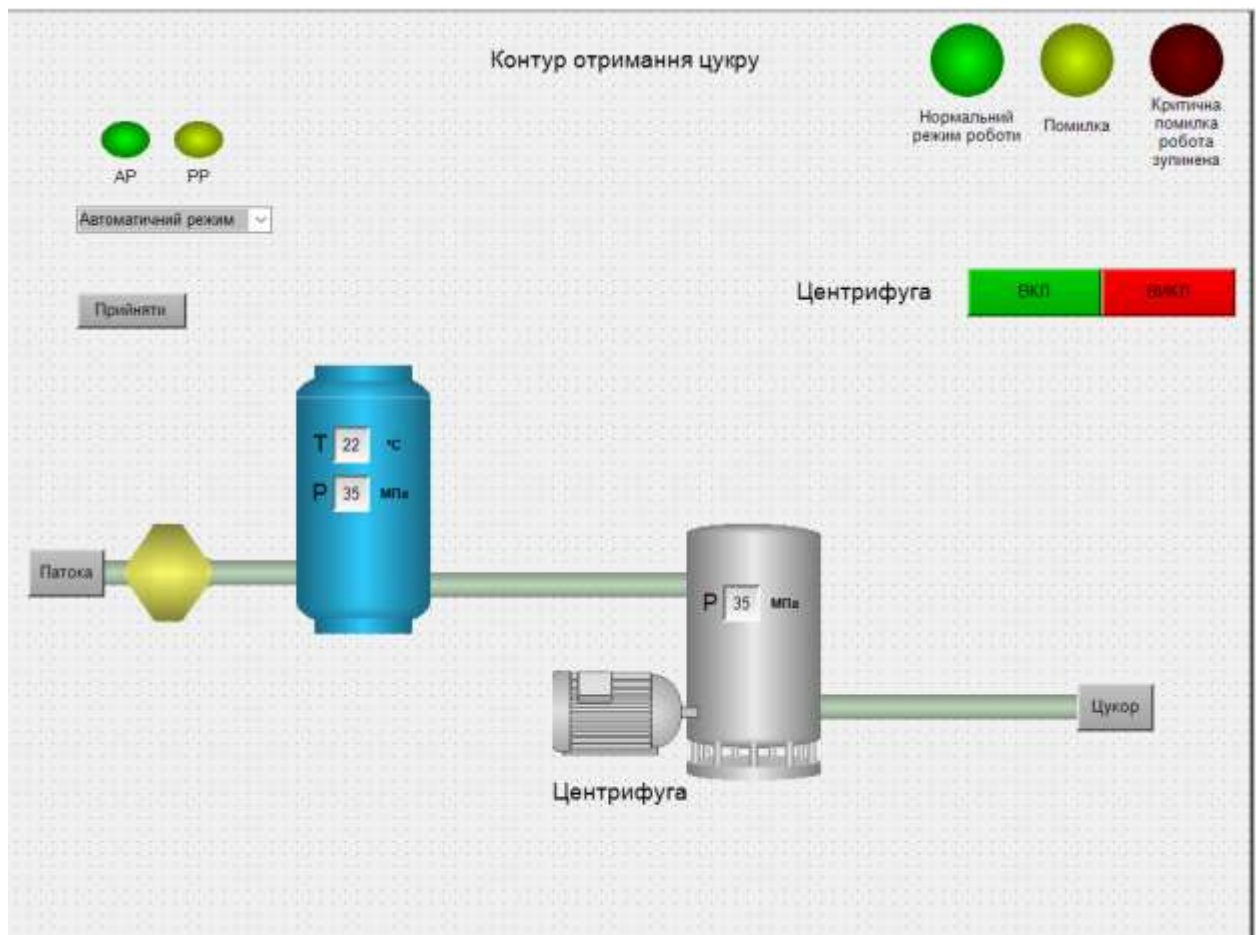 Контур отримання цукру
Нормальний
режим роботи
Помилка
Критична
помилка
робота
зупинена
АР
РР
Автоматичний режим
Прийняти
Центрифуга
ВКЛ
ВИКЛ
Т 22 °С
Р 35 МПа
Патока
Р 35 МПа
Цукор
Центрифуга